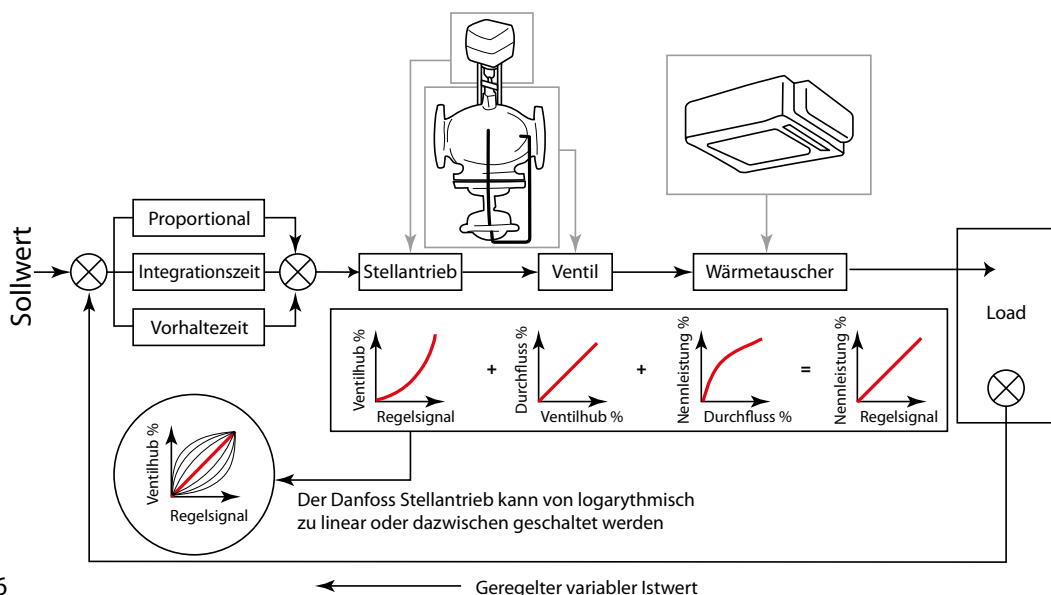 Sollwert
Proportional
Integrationszeit
Vorhaltezeit
Stellantrieb
Ventil
Wärmetauscher
Load
Ventilhub %
Regelsignal
+
Durchfluss %
Ventilhub %
+
Nennleistung %
Durchfluss %
=
Nennleistung %
Regelsignal
Ventilhub %
Regelsignal
Der Danfoss Stellantrieb kann von logarythmisch
zu linear oder dazwischen geschaltet werden
6
Geregelter variabler Istwert